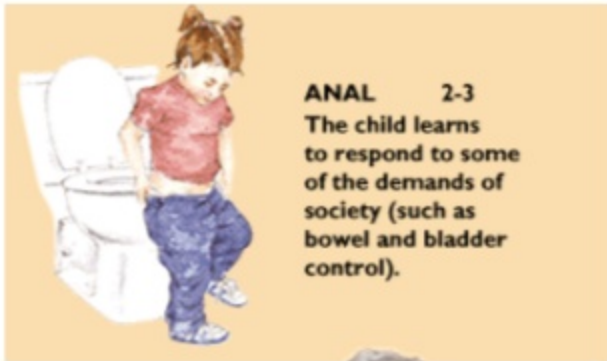 ANAL 2-3
The child learns
to respond to some
of the demands of
society (such as
bowel and bladder
control).